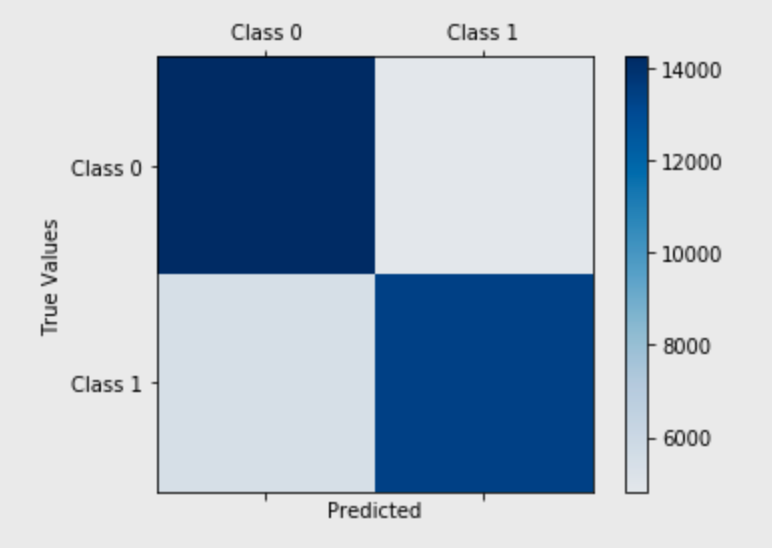 Class 0
Class 1
Class 0
Class 1
True Values
Predicted
14000
12000
10000
8000
6000